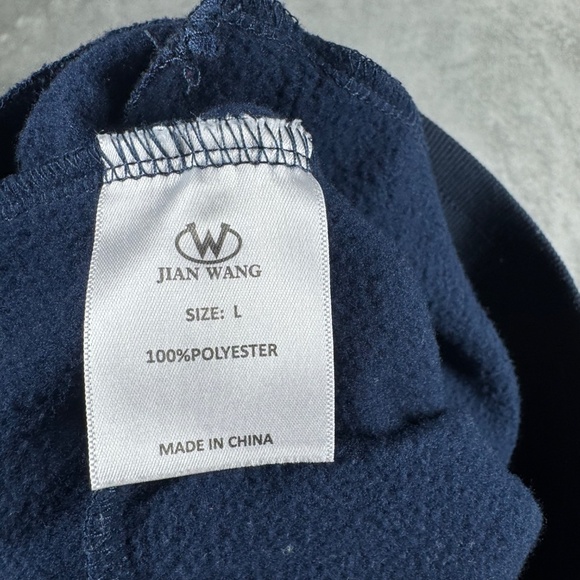 W
JIAN WANG
SIZE: L
100%POLYESTER
MADE IN CHINA